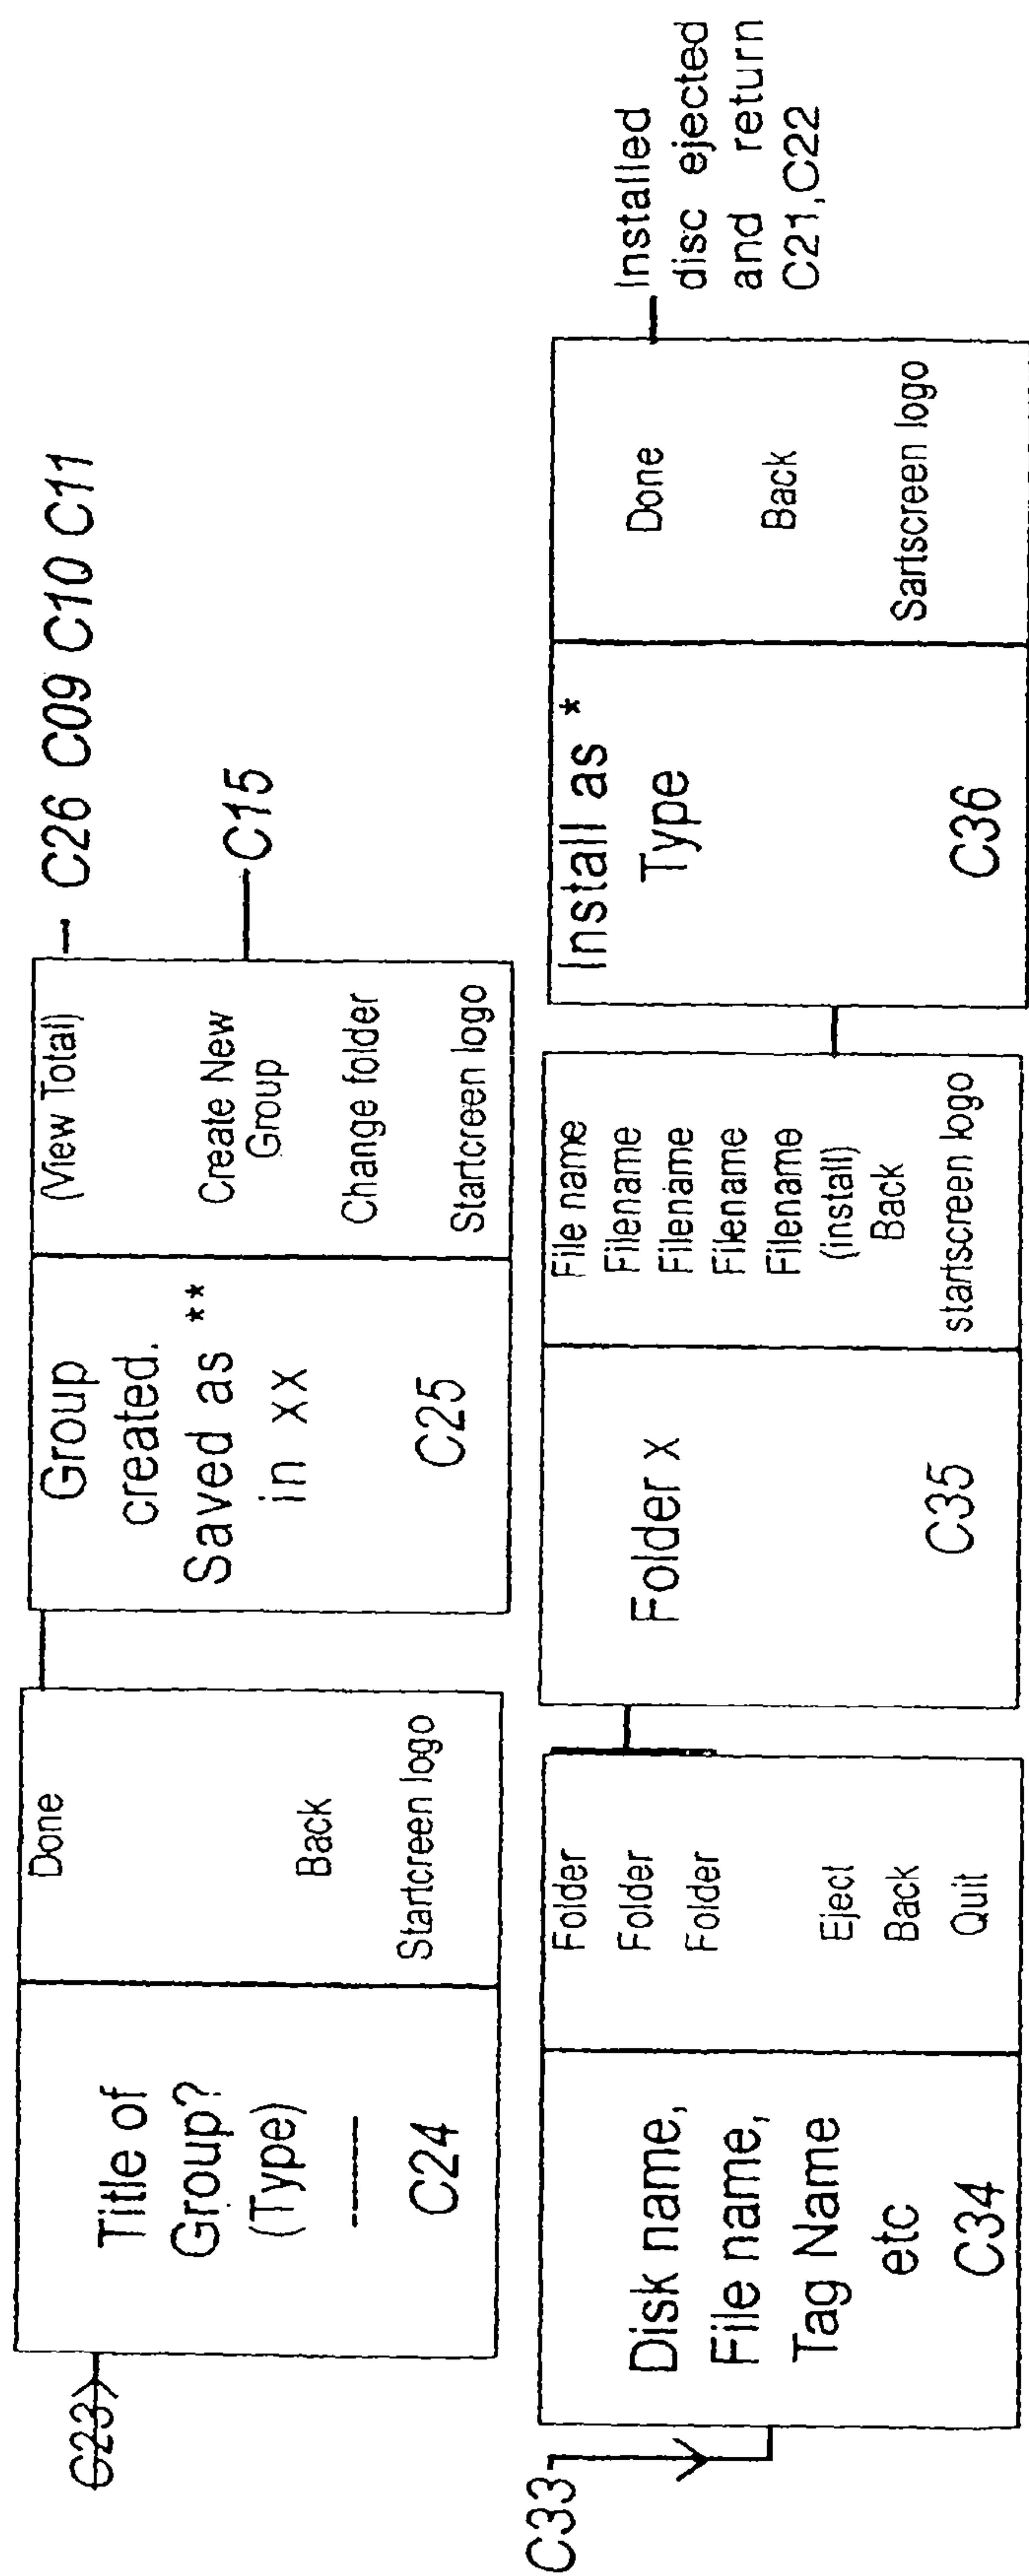 C23
Title of
Group?
(Type)
C24
Done
Back
Startcreen logo
Group
created.
Saved as **
in xx
C25
(View Total)
Create New
Group
Change folder
Startcreen logo
C26 C09 C10 C11
C15
C33
Disk name,
File name,
Tag Name
etc
C34
Folder
Folder
Folder
Eject
Back
Quit
Folder x
C35
File name
Filename
Filename
Filename
Filename
(install)
Back
startscreen logo
Install as *
Type
C36
Done
Back
Sartscreen logo
Installed
disc ejected
and return
C21,C22